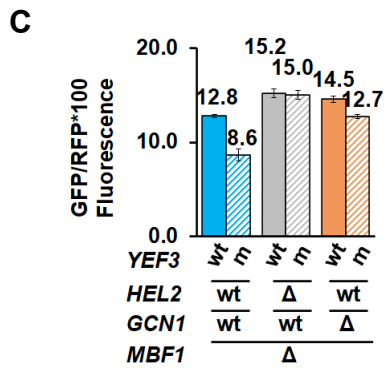 C
GFP/RFP*100
Fluorescence
20.0
10.0
0.0
12.8
8.6
15.2
15.0
14.5
12.7
YEF3 wt m wt m wt m
HEL2 wt Δ wt
GCN1 wt wt Δ
MBF1 Δ